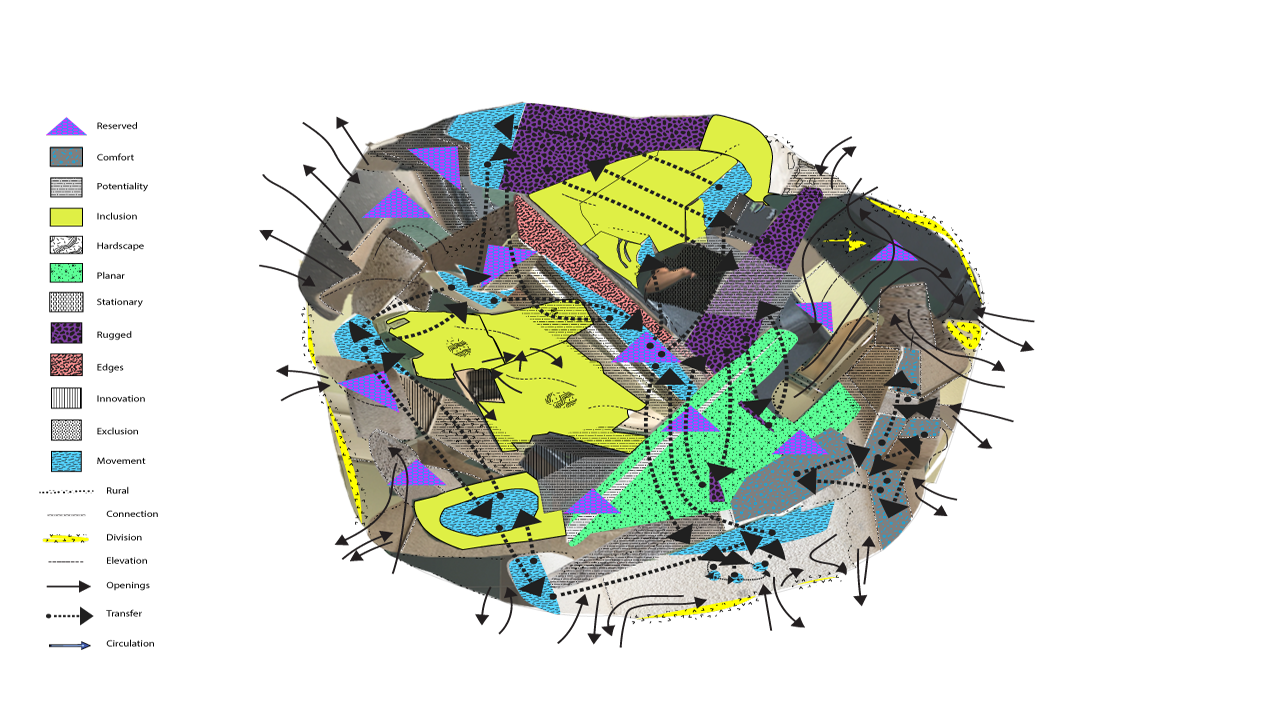 Reserved
Comfort
Potentiality
Inclusion
Hardscape
Planar
Stationary
Rugged
Edges
Innovation
Exclusion
Movement
Rural
Connection
Division
Elevation
Openings
Transfer
Circulation